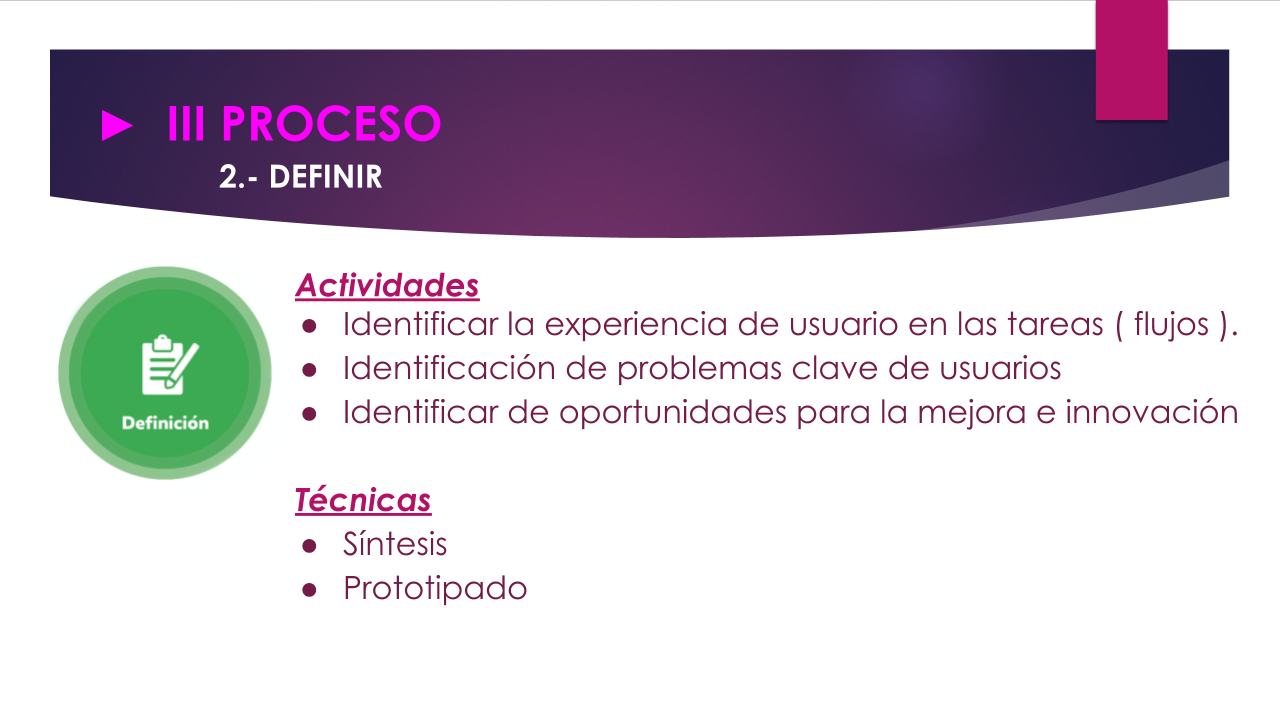 ► III PROCESO
2.- DEFINIR
Actividades
● Identificar la experiencia de usuario en las tareas ( flujos ).
● Identificación de problemas clave de usuarios
● Identificar de oportunidades para la mejora e innovación
Definición
Técnicas
● Síntesis
● Prototipado